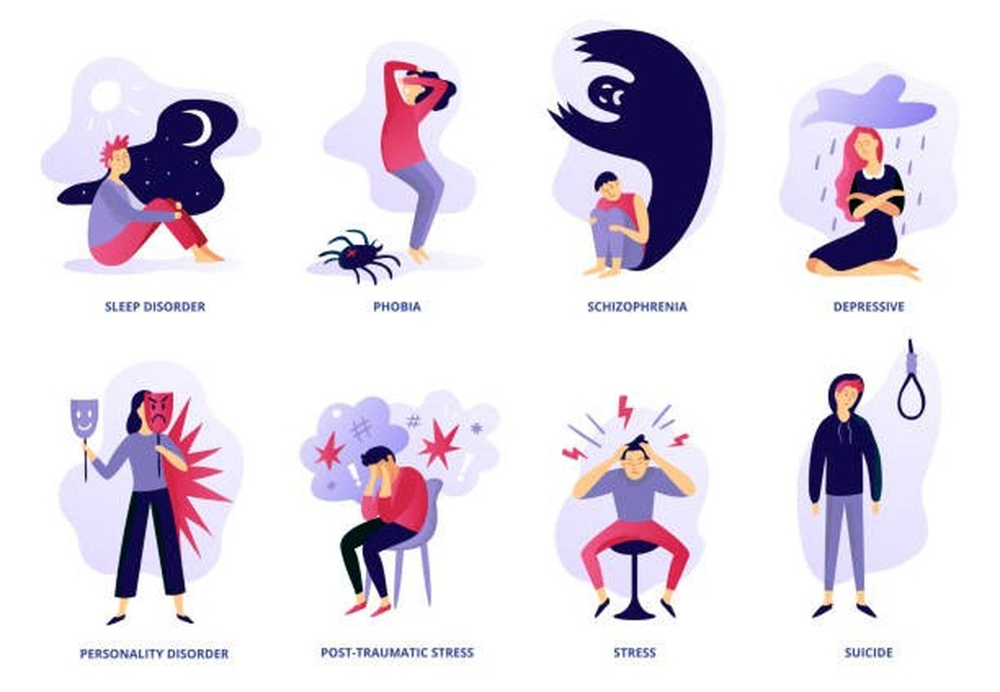 SLEEP DISORDER
PHOBIA
SCHIZOPHRENIA
DEPRESSIVE
PERSONALITY DISORDER
POST-TRAUMATIC STRESS
STRESS
SUICIDE